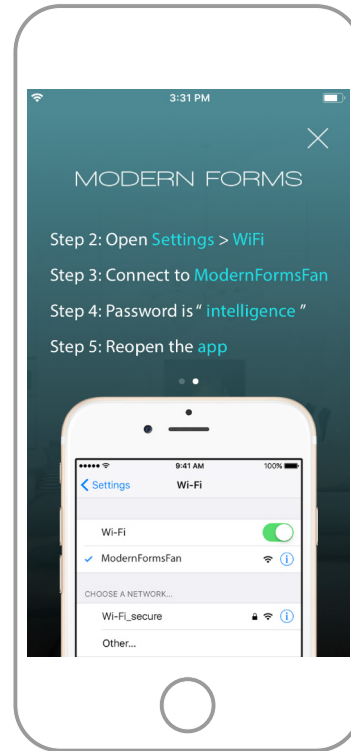 3:31 PM
MODERN FORMS
Step 2: Open Settings > WiFi
Step 3: Connect to ModernFormsFan
Step 4: Password is “ intelligence ”
Step 5: Reopen the app
9:41 AM 100%
Settings Wi-Fi
Wi-Fi
ModernFormsFan
CHOOSE A NETWORK...
Wi-Fi_secure
Other...